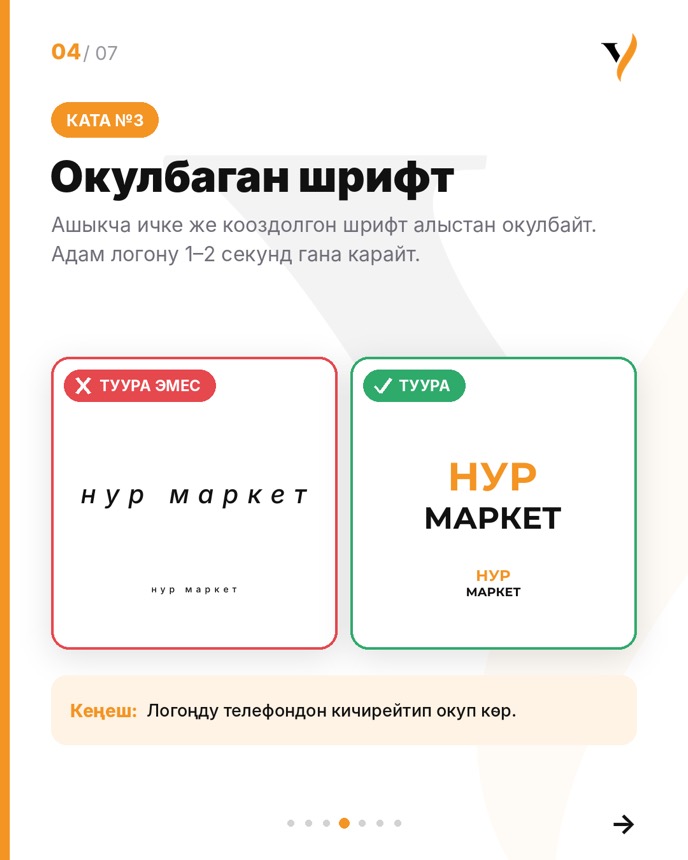 04 / 07
КАТА №3
Окулбаган шрифт
Ашыкча ичке же кооздолгон шрифт алыстан окулбайт.
Адам логону 1–2 секунд гана карайт.
ТУУРА ЭМЕС
нур маркет
нур маркет
ТУУРА
НУР
МАРКЕТ
НУР
МАРКЕТ
Кеңеш: Логоңду телефондон кичирейтип окуп көр.